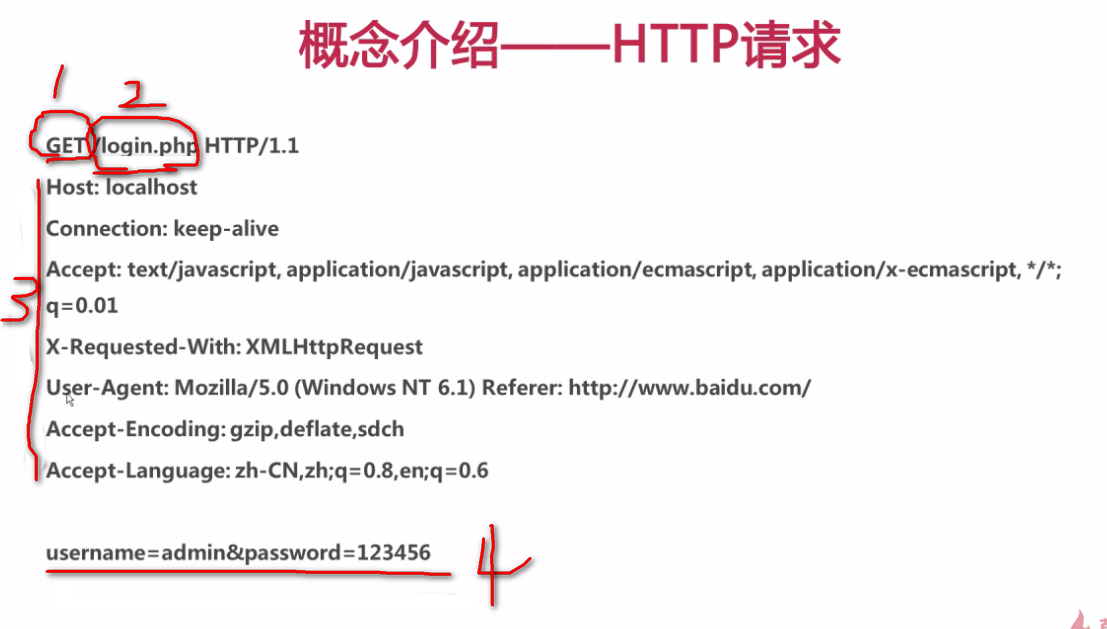 概念介绍——HTTP请求
1 2
GET /login.php HTTP/1.1
Host: localhost
Connection: keep-alive
Accept: text/javascript, application/javascript, application/ecmascript, application/x-ecmascript, */*;
q=0.01
3
X-Requested-With: XMLHttpRequest
User-Agent: Mozilla/5.0 (Windows NT 6.1) Referer: http://www.baidu.com/
Accept-Encoding: gzip,deflate,sdch
Accept-Language: zh-CN,zh;q=0.8,en;q=0.6
username=admin&password=123456 4